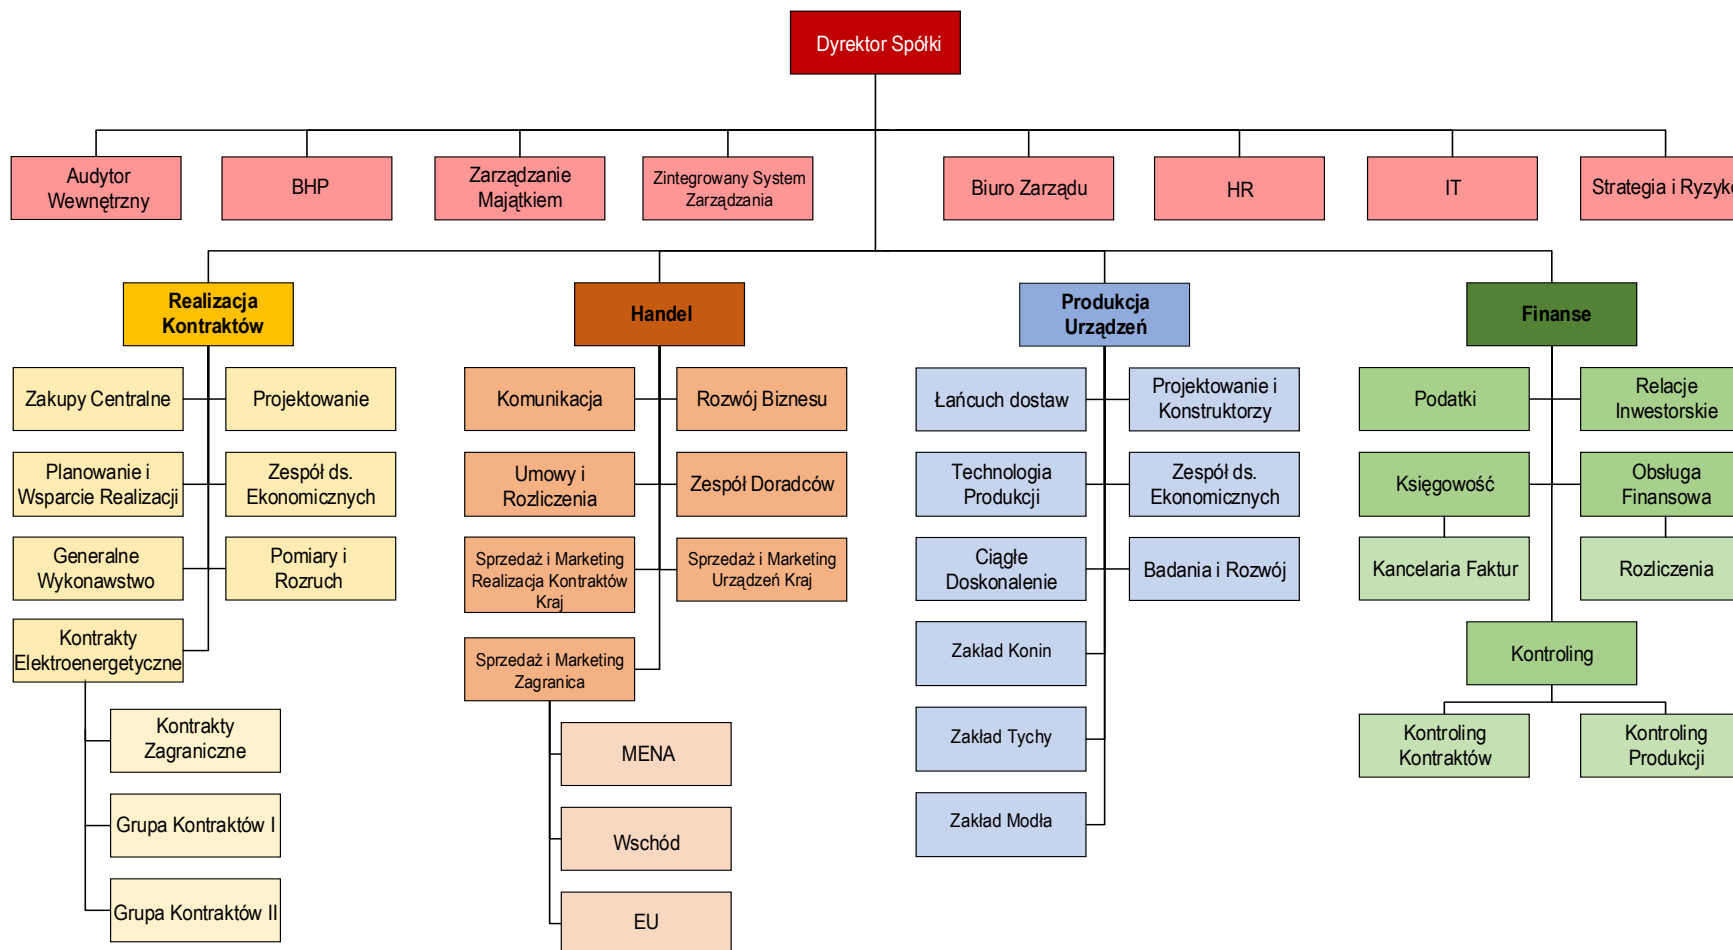 Dyrektor Spółki
Audytor
Wewnętrzny
BHP
Zarządzanie
Majątkiem
Zintegrowany System
Zarządzania
Biuro Zarządu
HR
IT
Strategia i Ryzyko
Realizacja
Kontraktów
Handel
Produkcja
Urządzeń
Finanse
Zakupy Centralne
Projektowanie
Planowanie i
Wsparcie Realizacji
Zespół ds.
Ekonomicznych
Generalne
Wykonawstwo
Pomiary i
Rozruch
Kontrakty
Elektroenergetyczne
Kontrakty
Zagraniczne
Grupa Kontraktów I
Grupa Kontraktów II
Komunikacja
Rozwój Biznesu
Umowy i
Rozliczenia
Zespół Doradców
Sprzedaż i Marketing
Realizacja Kontraktów
Kraj
Sprzedaż i Marketing
Urządzeń Kraj
Sprzedaż i Marketing
Zagranica
MENA
Wschód
EU
Łańcuch dostaw
Projektowanie i
Konstruktorzy
Technologia
Produkcji
Zespół ds.
Ekonomicznych
Ciągłe
Doskonalenie
Badania i Rozwój
Zakład Konin
Zakład Tychy
Zakład Modła
Podatki
Relacje
Inwestorskie
Księgowość
Obsługa
Finansowa
Kancelaria Faktur
Rozliczenia
Kontroling
Kontroling
Kontraktów
Kontroling
Produkcji